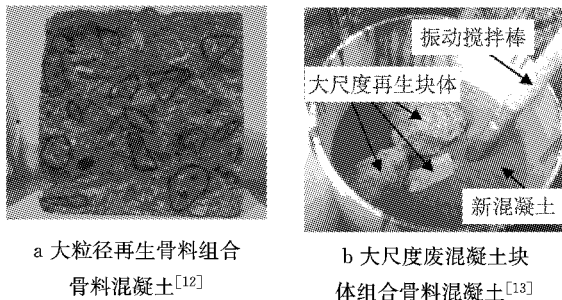 振动搅拌棒
大尺度再生块体
新混凝土
a 大粒径再生骨料组合
骨料混凝土[12]
b 大尺度废混凝土块
体组合骨料混凝土[13]